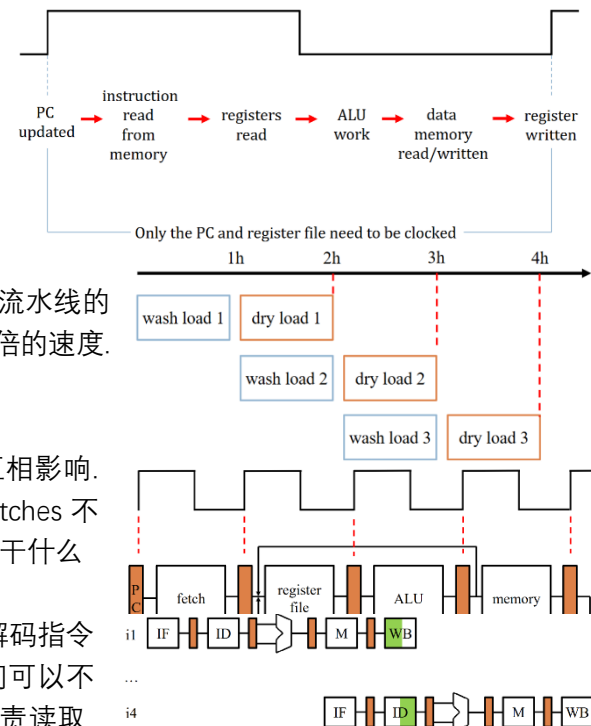 PC
updated
instruction
read
from
memory
registers
read
ALU
work
data
memory
read/written
register
written
Only the PC and register file need to be clocked
1h 2h 3h 4h
流水线的
倍的速度.
wash load 1 dry load 1
wash load 2 dry load 2
wash load 3 dry load 3
互相影响.
tches 不
干什么
P
C
fetch
register
file
ALU
memory
解码指令
i1 IF ID M WB
们可以不
...
责读取
i4 IF ID M WB